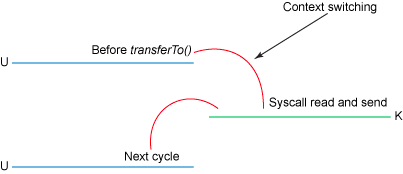 Context switching
Before transferTo()
U
Syscall read and send
K
Next cycle
U